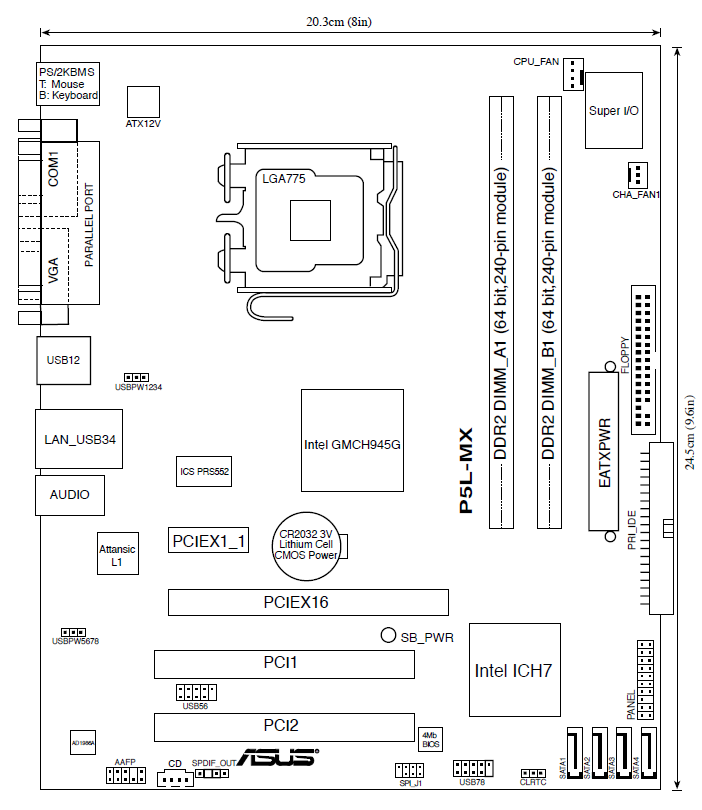 20.3cm (8in)
PS/2KBMS
T: Mouse
B: Keyboard
ATX12V
CPU_FAN
Super I/O
CHA_FAN1
COM1
PARALLEL PORT
VGA
LGA775
DDR2 DIMM_A1 (64 bit,240-pin module)
DDR2 DIMM_B1 (64 bit,240-pin module)
FLOPPY
24.5cm (9.6in)
USB12
USBPW1234
LAN_USB34
Intel GMCH945G
P5L-MX
EATXPWR
PRI_IDE
ICS PRS552
AUDIO
PCIEX1_1
CR2032 3V
Lithium Cell
CMOS Power
Attansic
L1
PCIEX16
USBPW5678
SB_PWR
Intel ICH7
PCI1
USB56
PANEL
PCI2
4Mb
BIOS
AD1986A
AAFP
CD
SPDIF_OUT
ASUS
SPI_J1
USB78
CLRTC
SATA1
SATA2
SATA3
SATA4